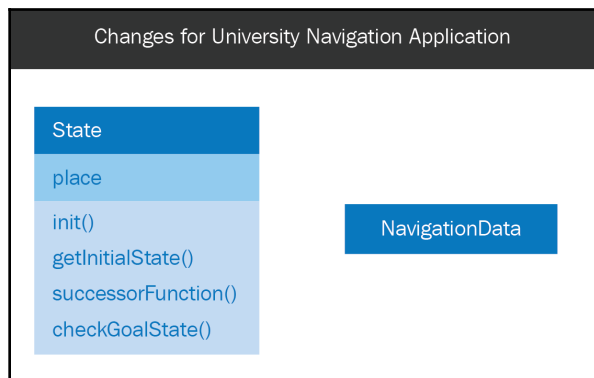 Changes for University Navigation Application
State
place
init()
getInitialState()
successorFunction()
checkGoalState()
NavigationData